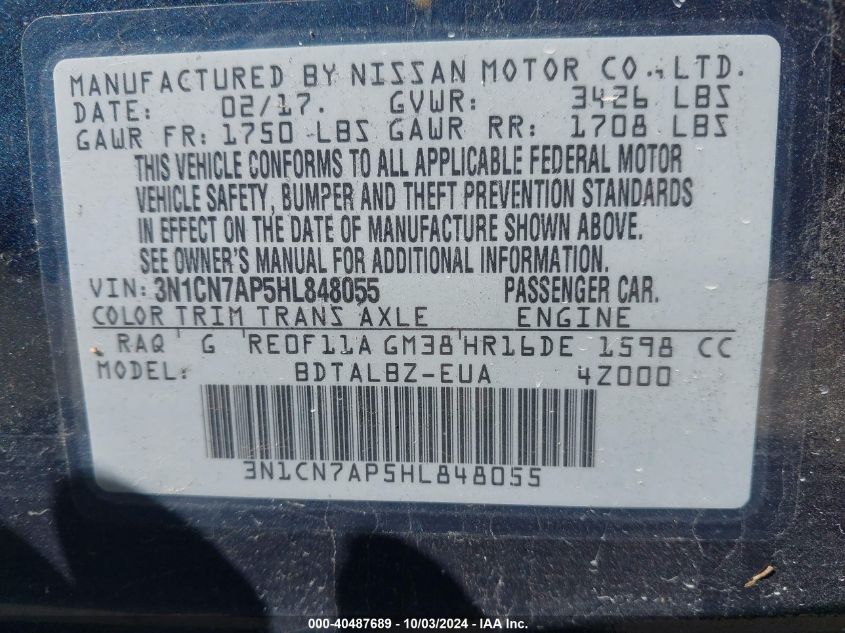 MANUFACTURED BY NISSAN MOTOR CO., LTD.
DATE: 02/17. GVWR: 3426 LBS
GAWR FR: 1750 LBS GAWR RR: 1708 LBS
THIS VEHICLE CONFORMS TO ALL APPLICABLE FEDERAL MOTOR
VEHICLE SAFETY, BUMPER AND THEFT PREVENTION STANDARDS
IN EFFECT ON THE DATE OF MANUFACTURE SHOWN ABOVE.
SEE OWNER'S MANUAL FOR ADDITIONAL INFORMATION.
VIN: 3N1CN7AP5HL848055 PASSENGER CAR.
COLOR TRIM TRANS AXLE ENGINE
RAQ G RE0F11A GM38 HR16DE 1598 CC
MODEL: BDTALBZ-EUA 4Z000
3N1CN7AP5HL848055
000-40487689 - 10/03/2024 - IAA Inc.